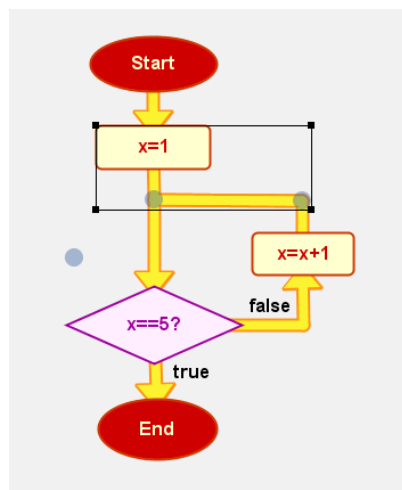 Start
x=1
x=x+1
false
x==5?
true
End